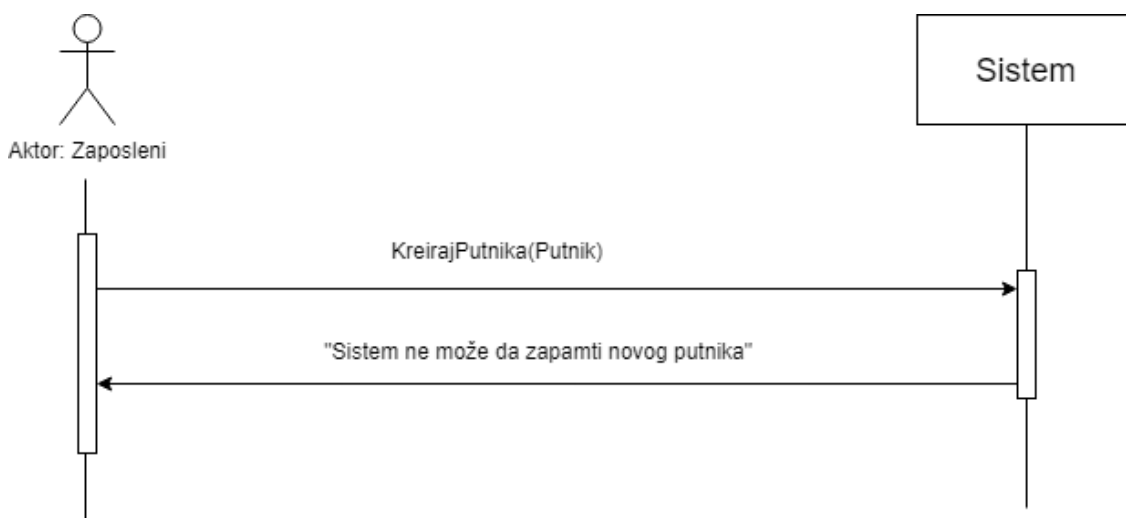 Sistem
Aktor: Zaposleni
KreirajPutnika(Putnik)
"Sistem ne može da zapamti novog putnika"